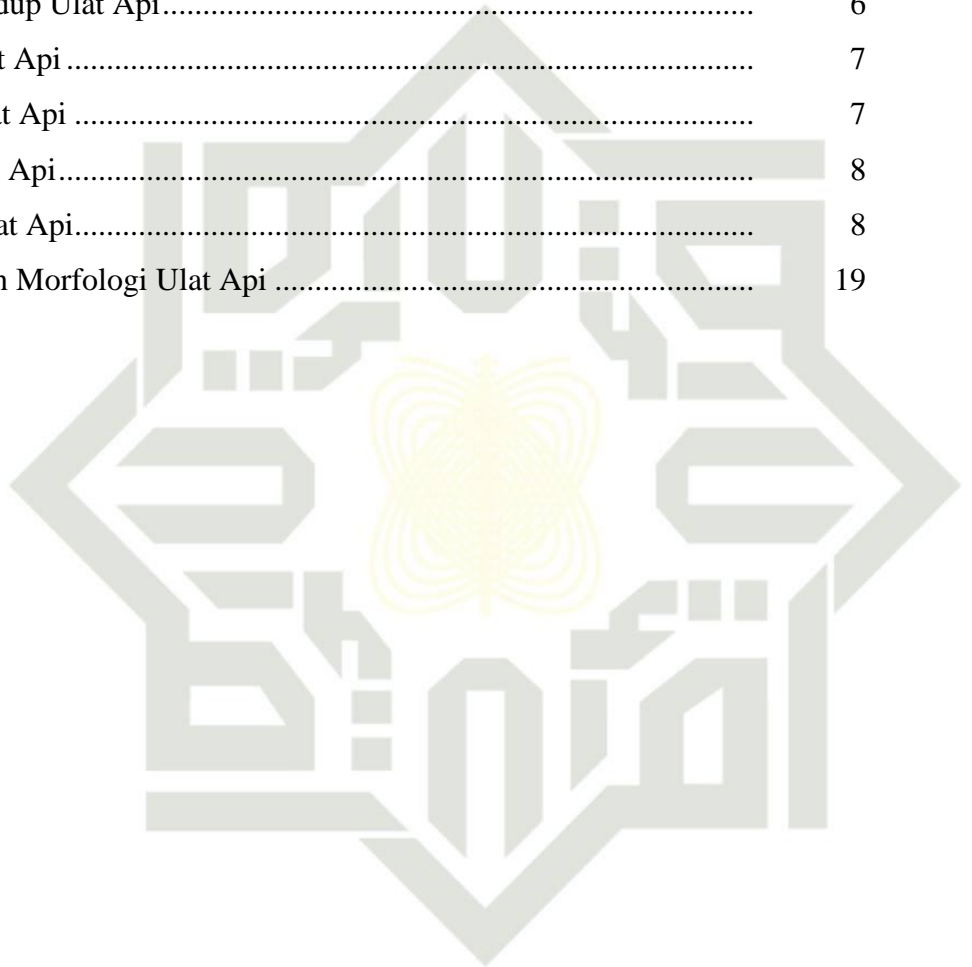 dup Ulat Api........................................................................ 6
t Api.................................................................................... 7
at Api .................................................................................. 7
Api...................................................................................... 8
at Api................................................................................... 8
n Morfologi Ulat Api .......................................................... 19